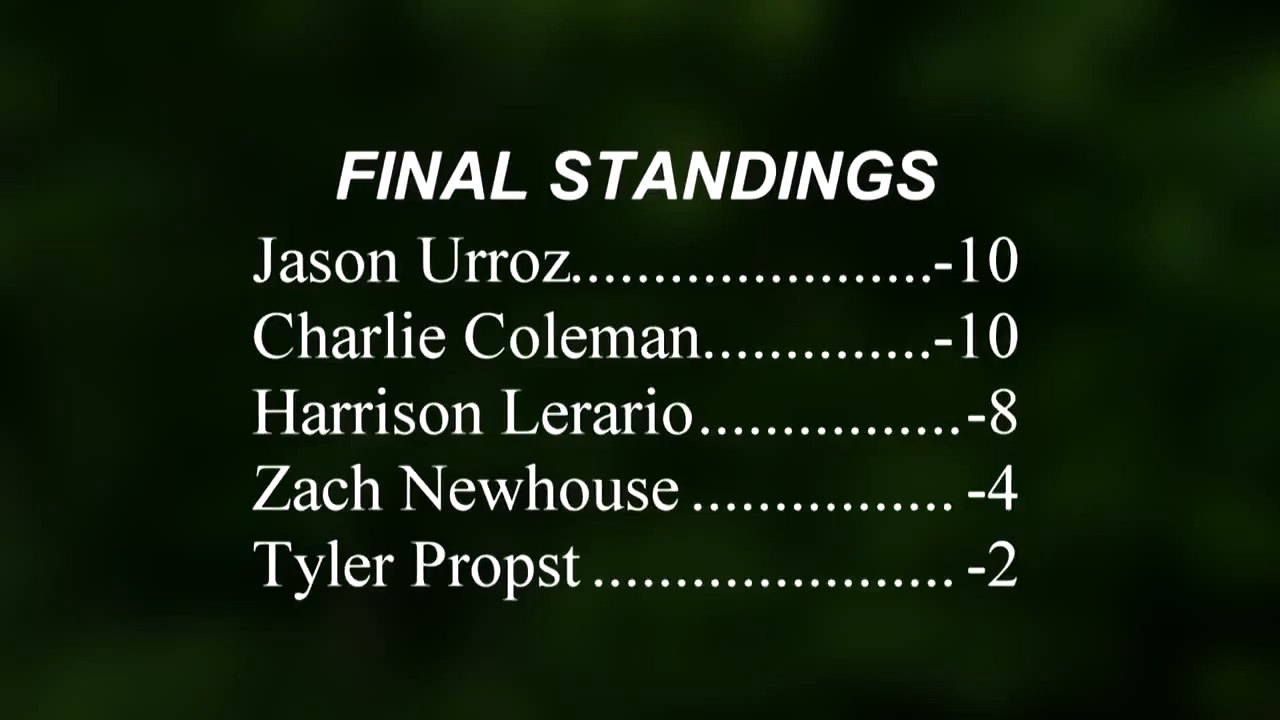 FINAL STANDINGS
Jason Urroz......................-10
Charlie Coleman..............-10
Harrison Lerario................-8
Zach Newhouse ................ -4
Tyler Propst ...................... -2